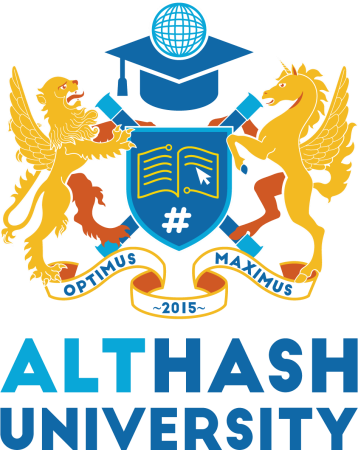 #
OPTIMUS MAXIMUS
~2015~
ALTHASH
UNIVERSITY